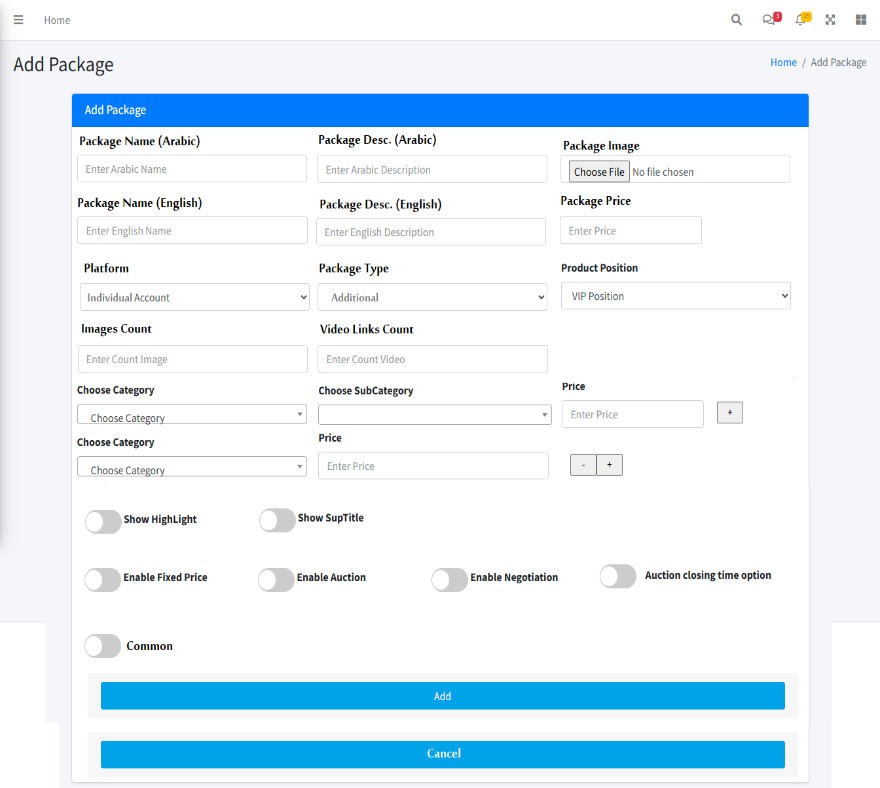 Home
3
15
Add Package
Home / Add Package
Add Package
Package Name (Arabic)
Package Desc. (Arabic)
Package Image
Enter Arabic Name
Enter Arabic Description
Choose File No file chosen
Package Name (English)
Package Desc. (English)
Package Price
Enter English Name
Enter English Description
Enter Price
Platform
Package Type
Product Position
Individual Account
Additional
VIP Position
Images Count
Video Links Count
Enter Count Image
Enter Count Video
Choose Category
Choose SubCategory
Price
Choose Category
Enter Price
+
Choose Category
Price
Choose Category
Enter Price
- +
Show HighLight
Show SupTitle
Enable Fixed Price
Enable Auction
Enable Negotiation
Auction closing time option
Common
Add
Cancel